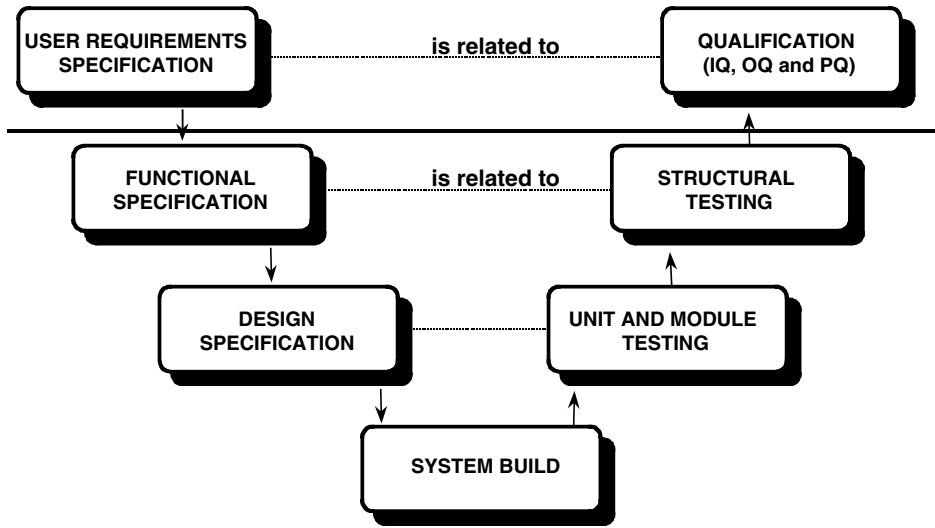 USER REQUIREMENTS
SPECIFICATION
is related to
QUALIFICATION
(IQ, OQ and PQ)
FUNCTIONAL
SPECIFICATION
is related to
STRUCTURAL
TESTING
DESIGN
SPECIFICATION
UNIT AND MODULE
TESTING
SYSTEM BUILD